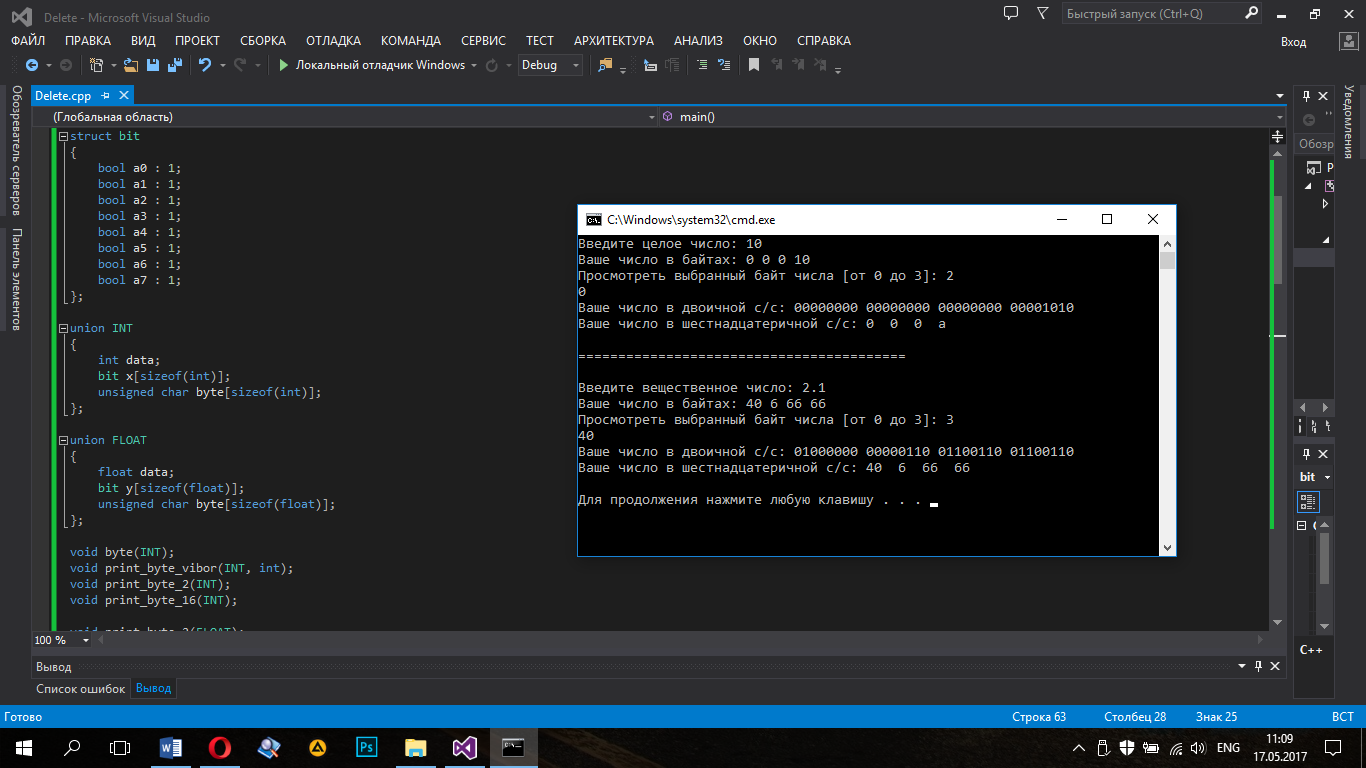 Delete - Microsoft Visual Studio
Быстрый запуск (Ctrl+Q)
ФАЙЛ ПРАВКА ВИД ПРОЕКТ СБОРКА ОТЛАДКА КОМАНДА СЕРВИС ТЕСТ АРХИТЕКТУРА АНАЛИЗ ОКНО СПРАВКА
Вход
Локальный отладчик Windows Debug
Обозреватель серверов
Панель элементов
Delete.cpp
(Глобальная область) main()
struct bit
{
bool a0 : 1;
bool a1 : 1;
bool a2 : 1;
bool a3 : 1;
bool a4 : 1;
bool a5 : 1;
bool a6 : 1;
bool a7 : 1;
};
union INT
{
int data;
bit x[sizeof(int)];
unsigned char byte[sizeof(int)];
};
union FLOAT
{
float data;
bit y[sizeof(float)];
unsigned char byte[sizeof(float)];
};
void byte(INT);
void print_byte_vibor(INT, int);
void print_byte_2(INT);
void print_byte_16(INT);
void print_byte_2(FLOAT);
C:\Windows\system32\cmd.exe
Введите целое число: 10
Ваше число в байтах: 0 0 0 10
Просмотреть выбранный байт числа [от 0 до 3]: 2
0
Ваше число в двоичной с/с: 00000000 00000000 00000000 00001010
Ваше число в шестнадцатеричной с/с: 0  0  0  a
=========================================
Введите вещественное число: 2.1
Ваше число в байтах: 40 6 66 66
Просмотреть выбранный байт числа [от 0 до 3]: 3
40
Ваше число в двоичной с/с: 01000000 00000110 01100110 01100110
Ваше число в шестнадцатеричной с/с: 40  6  66  66
Для продолжения нажмите любую клавишу . . .
Уведомления
Обозр
P
bit
C++
100 %
Вывод
Список ошибок Вывод
Готово Строка 63 Столбец 28 Знак 25 ВСТ
Ps
ENG
11:09
17.05.2017